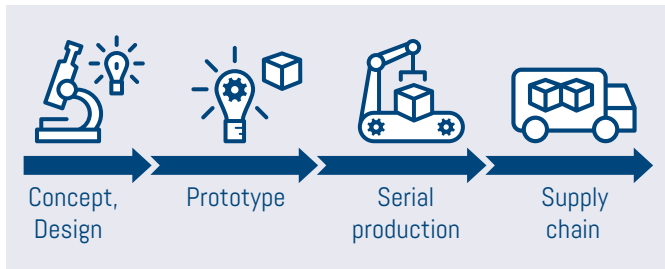 Concept,
Design
Prototype
Serial
production
Supply
chain